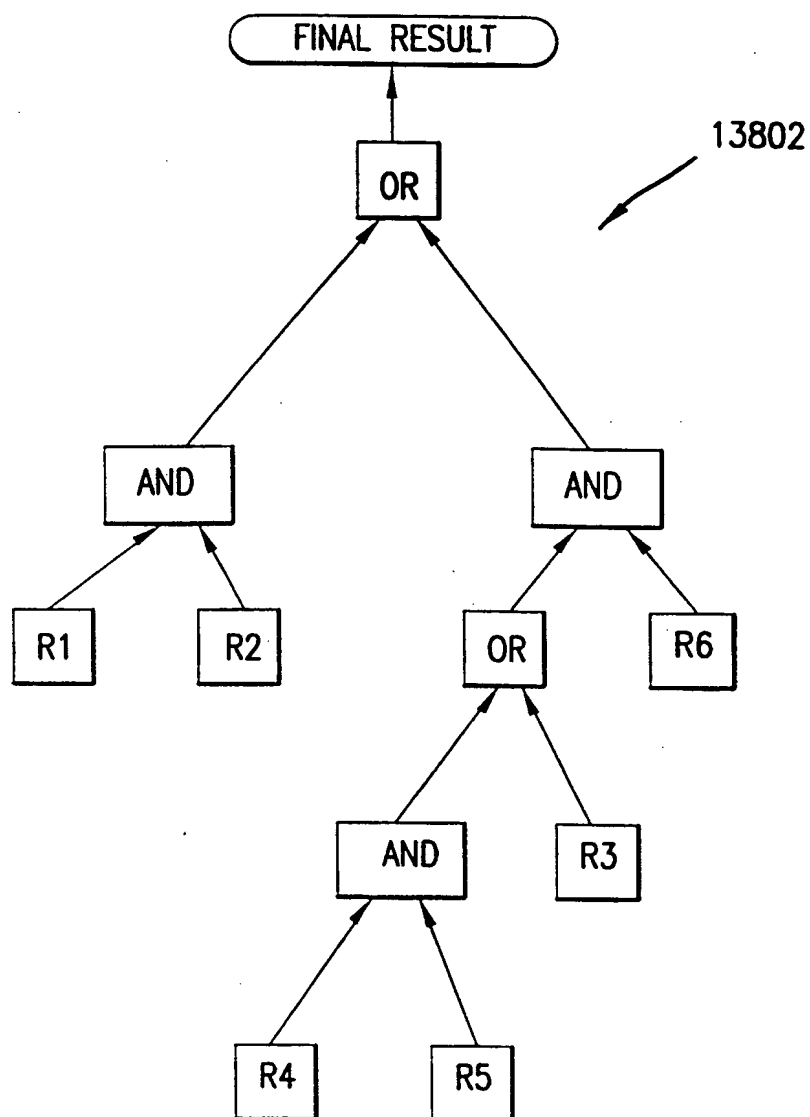 FINAL RESULT
13802
OR
AND
AND
R1
R2
OR
R6
AND
R3
R4
R5